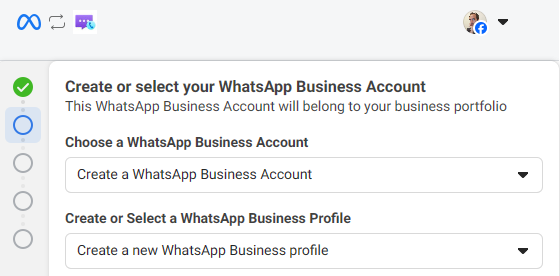 Create or select your WhatsApp Business Account
This WhatsApp Business Account will belong to your business portfolio
Choose a WhatsApp Business Account
Create a WhatsApp Business Account
Create or Select a WhatsApp Business Profile
Create a new WhatsApp Business profile